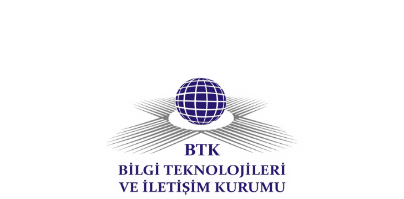 BTK
BİLGİ TEKNOLOJİLERİ
VE İLETİŞİM KURUMU